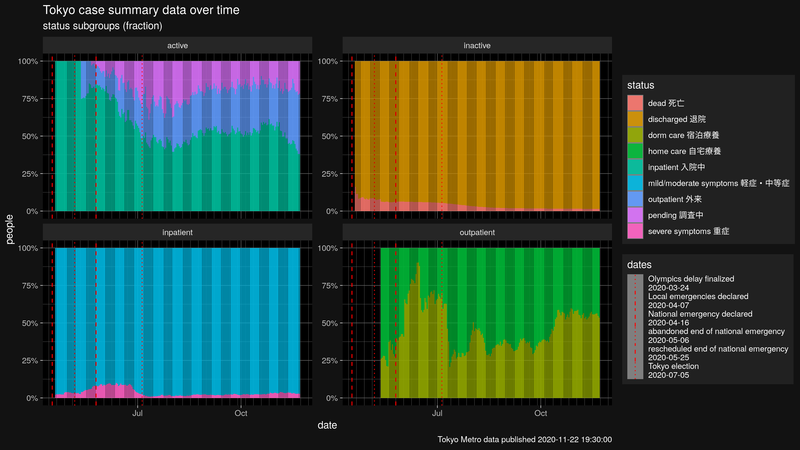 Tokyo case summary data over time
status subgroups (fraction)
active
inactive
100%
75%
50%
25%
0%
100%
75%
50%
25%
0%
inpatient
outpatient
100%
75%
50%
25%
0%
100%
75%
50%
25%
0%
Jul
Oct
Jul
Oct
people
date
status
dead 死亡
discharged 退院
dorm care 宿泊療養
home care 自宅療養
inpatient 入院中
mild/moderate symptoms 軽症・中等症
outpatient 外来
pending 調査中
severe symptoms 重症
dates
Olympics delay finalized
2020-03-24
Local emergencies declared
2020-04-07
National emergency declared
2020-04-16
abandoned end of national emergency
2020-05-06
rescheduled end of national emergency
2020-05-25
Tokyo election
2020-07-05
Tokyo Metro data published 2020-11-22 19:30:00